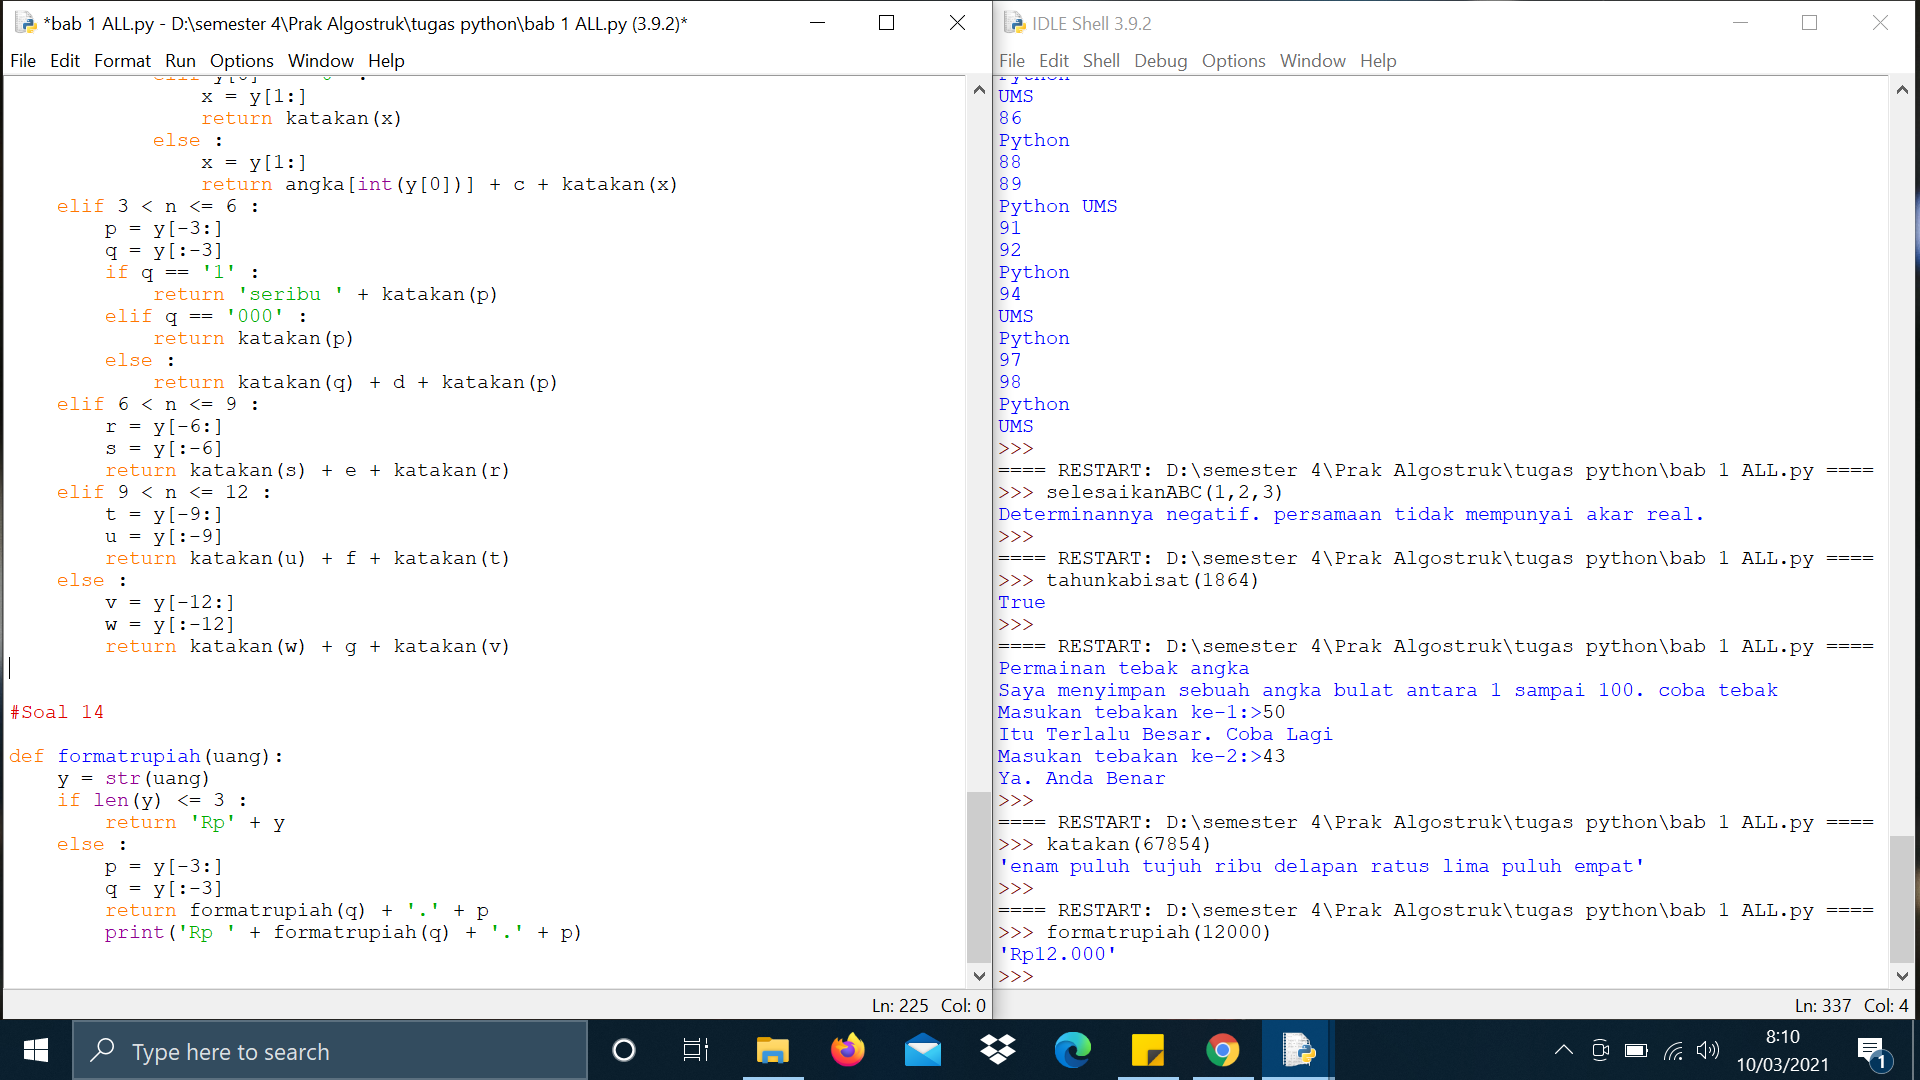 *bab 1 ALL.py - D:\semester 4\Prak Algostruk\tugas python\bab 1 ALL.py (3.9.2)*
File Edit Format Run Options Window Help
            x = y[1:]
                return katakan(x)
            else :
                x = y[1:]
                return angka[int(y[0])] + c + katakan(x)
    elif 3 < n <= 6 :
        p = y[-3:]
        q = y[:-3]
        if q == '1' :
            return 'seribu ' + katakan(p)
        elif q == '000' :
            return katakan(p)
        else :
            return katakan(q) + d + katakan(p)
    elif 6 < n <= 9 :
        r = y[-6:]
        s = y[:-6]
        return katakan(s) + e + katakan(r)
    elif 9 < n <= 12 :
        t = y[-9:]
        u = y[:-9]
        return katakan(u) + f + katakan(t)
    else :
        v = y[-12:]
        w = y[:-12]
        return katakan(w) + g + katakan(v)
#Soal 14
def formatrupiah(uang):
    y = str(uang)
    if len(y) <= 3 :
        return 'Rp' + y
    else :
        p = y[-3:]
        q = y[:-3]
        return formatrupiah(q) + '.' + p
        print('Rp ' + formatrupiah(q) + '.' + p)
Ln: 225 Col: 0
IDLE Shell 3.9.2
File Edit Shell Debug Options Window Help
Python
UMS
86
Python
88
89
Python UMS
91
92
Python
94
UMS
Python
97
98
Python
UMS
>>>
==== RESTART: D:\semester 4\Prak Algostruk\tugas python\bab 1 ALL.py ====
>>> selesaikanABC(1,2,3)
Determinannya negatif. persamaan tidak mempunyai akar real.
>>>
==== RESTART: D:\semester 4\Prak Algostruk\tugas python\bab 1 ALL.py ====
>>> tahunkabisat(1864)
True
>>>
==== RESTART: D:\semester 4\Prak Algostruk\tugas python\bab 1 ALL.py ====
Permainan tebak angka
Saya menyimpan sebuah angka bulat antara 1 sampai 100. coba tebak
Masukan tebakan ke-1:>50
Itu Terlalu Besar. Coba Lagi
Masukan tebakan ke-2:>43
Ya. Anda Benar
>>>
==== RESTART: D:\semester 4\Prak Algostruk\tugas python\bab 1 ALL.py ====
>>> katakan(67854)
'enam puluh tujuh ribu delapan ratus lima puluh empat'
>>>
==== RESTART: D:\semester 4\Prak Algostruk\tugas python\bab 1 ALL.py ====
>>> formatrupiah(12000)
'Rp12.000'
>>>
Ln: 337 Col: 4
Type here to search
8:10
10/03/2021
1